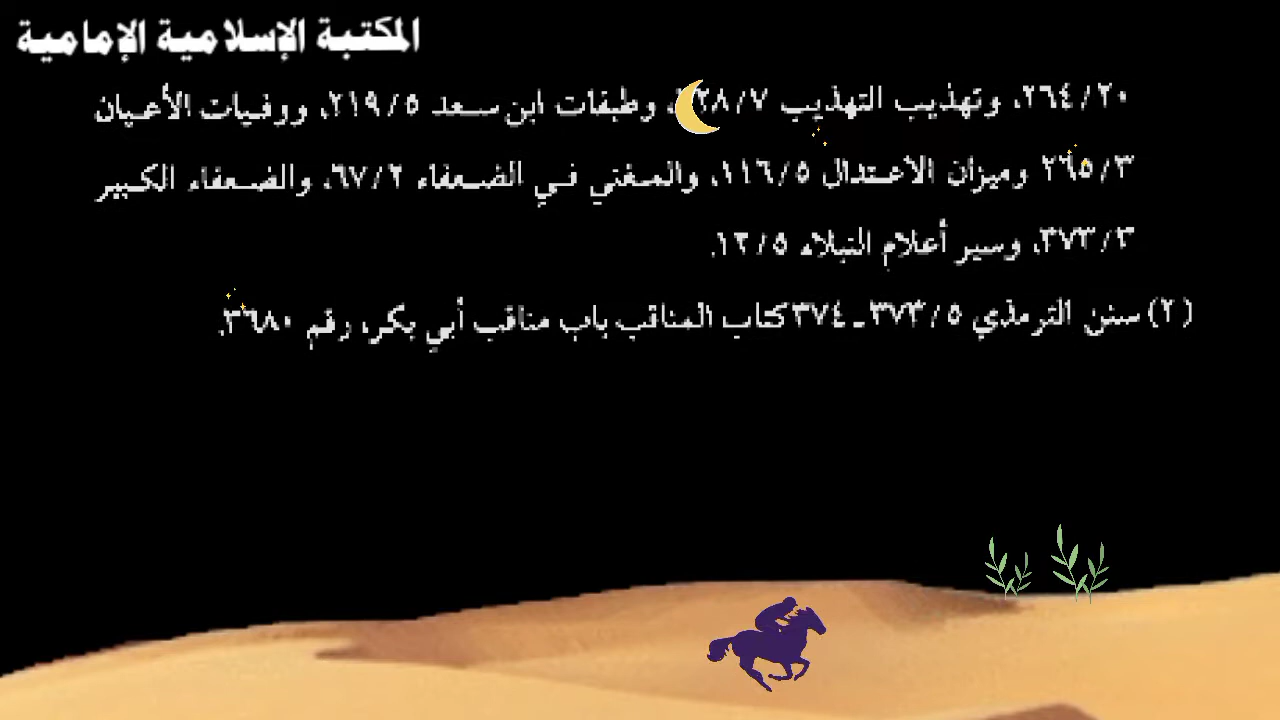 المكتبة الإسلامية الإمامية
٢٦٤/٢٠، وتهذيب التهذيب ٢٨/٧، وطبقات ابن سعد ٢١٩/٥، ووفيات الأعيان
٢٦٥/٣ وميزان الاعتدال ١١٦/٥، والمغني في الضعفاء ٦٧/٢، والضعفاء الكبير
٣٧٣/٣، وسير أعلام النبلاء ١٢/٥.
(٢) سنن الترمذي ٣٧٣/٥ـ٣٧٤ كتاب المناقب باب مناقب أبي بكر، رقم ٣٦٨٠.